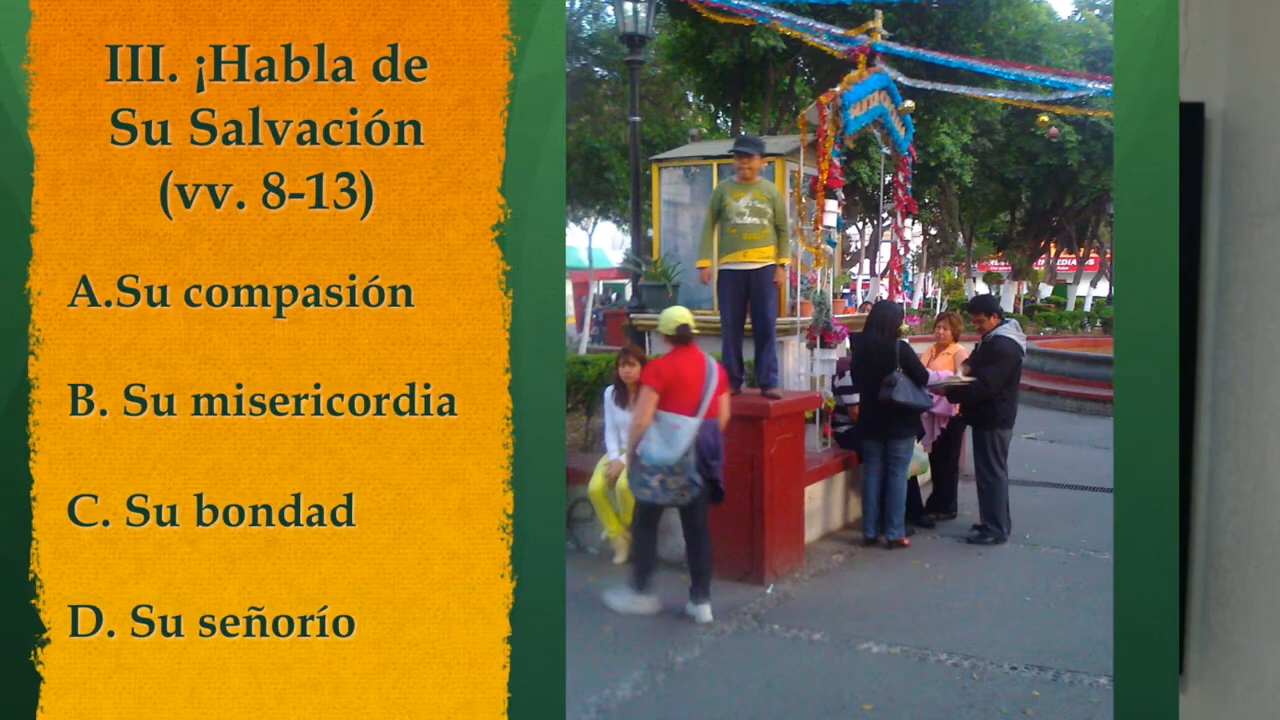 III. ¡Habla de
Su Salvación
(vv. 8-13)
A.Su compasión
B. Su misericordia
C. Su bondad
D. Su señorío